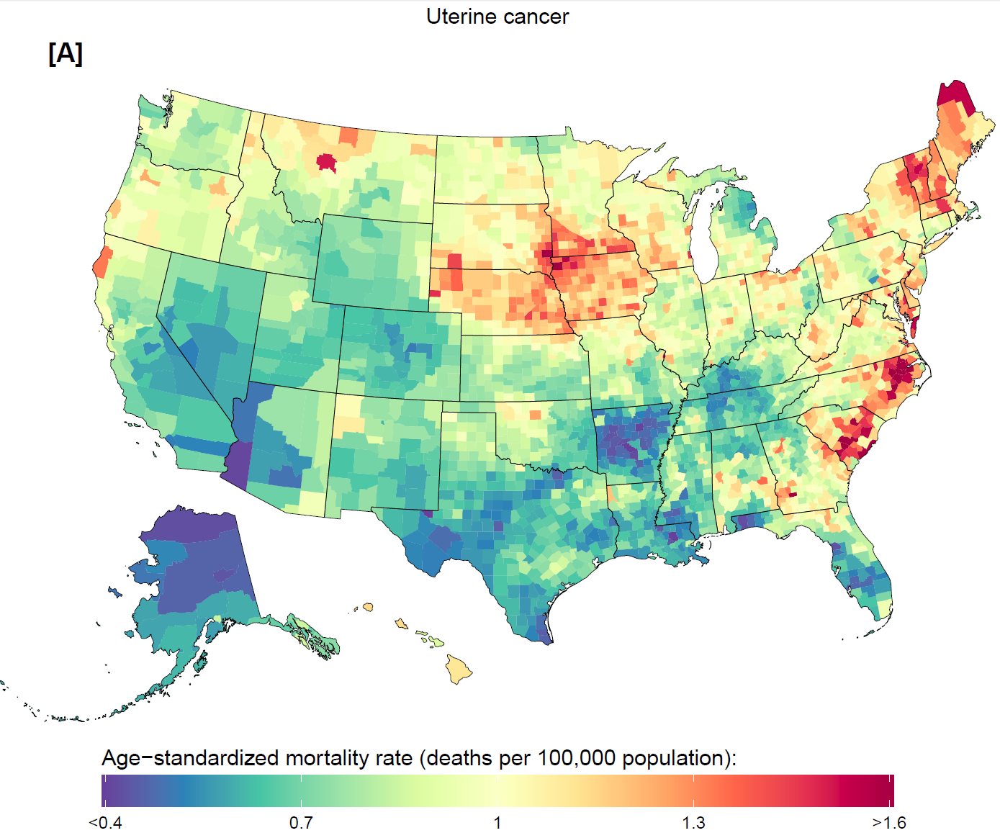 Uterine cancer
[A]
Age−standardized mortality rate (deaths per 100,000 population):
<0.4 0.7 1 1.3 >1.6